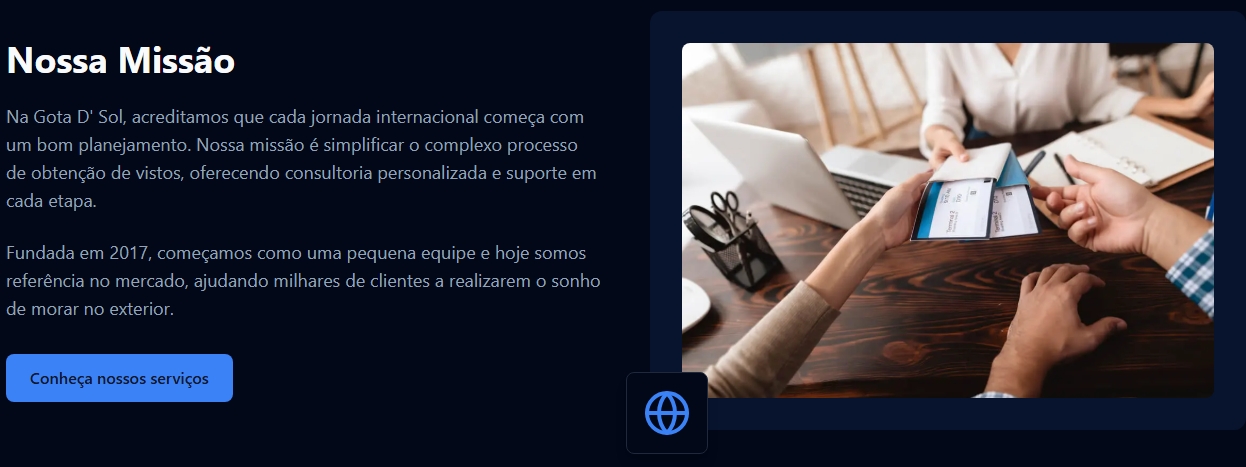 Nossa Missão
Na Gota D' Sol, acreditamos que cada jornada internacional começa com
um bom planejamento. Nossa missão é simplificar o complexo processo
de obtenção de vistos, oferecendo consultoria personalizada e suporte em
cada etapa.
Fundada em 2017, começamos como uma pequena equipe e hoje somos
referência no mercado, ajudando milhares de clientes a realizarem o sonho
de morar no exterior.
Conheça nossos serviços